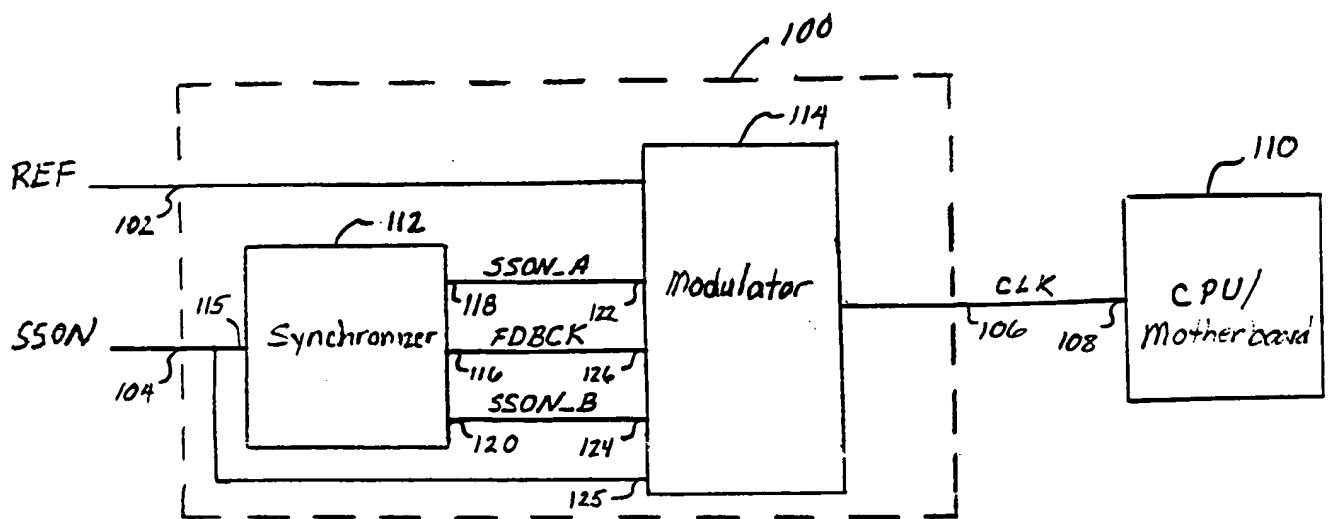 100
114
110
REF
102
112
SSON_A
118
122
Modulator
CLK
106
108
CPU/
Motherboard
115
SSON
104
Synchronizer
FDBCK
116
126
SSON_B
120
124
125